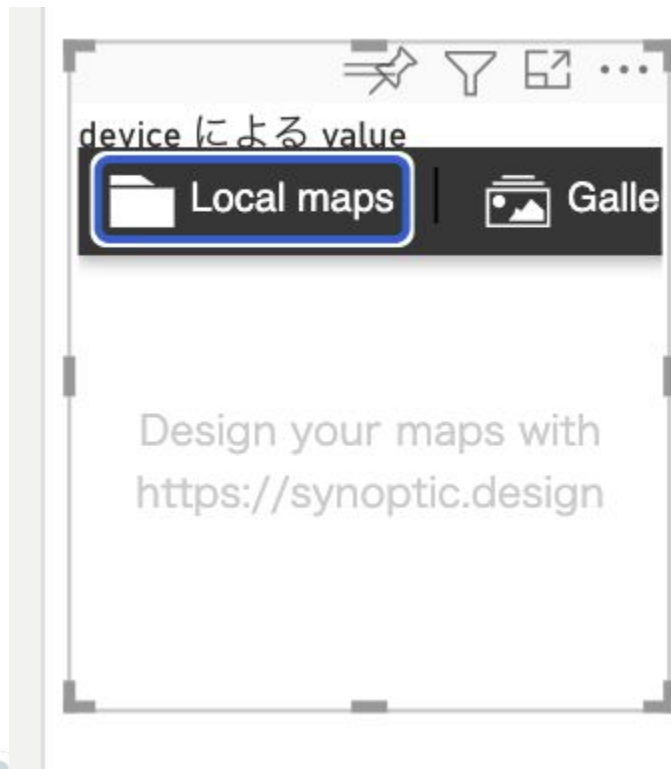 device による value
Local maps
Galle
Design your maps with
https://synoptic.design